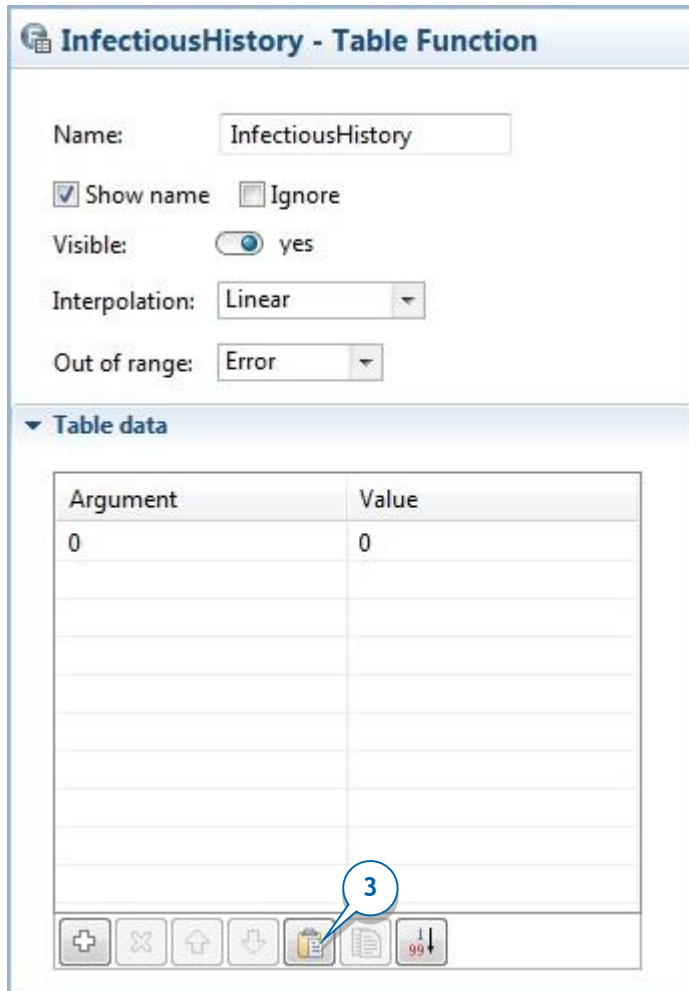 InfectiousHistory - Table Function
Name: InfectiousHistory
Show name Ignore
Visible: yes
Interpolation: Linear
Out of range: Error
Table data
Argument Value
0 0
3
1
99